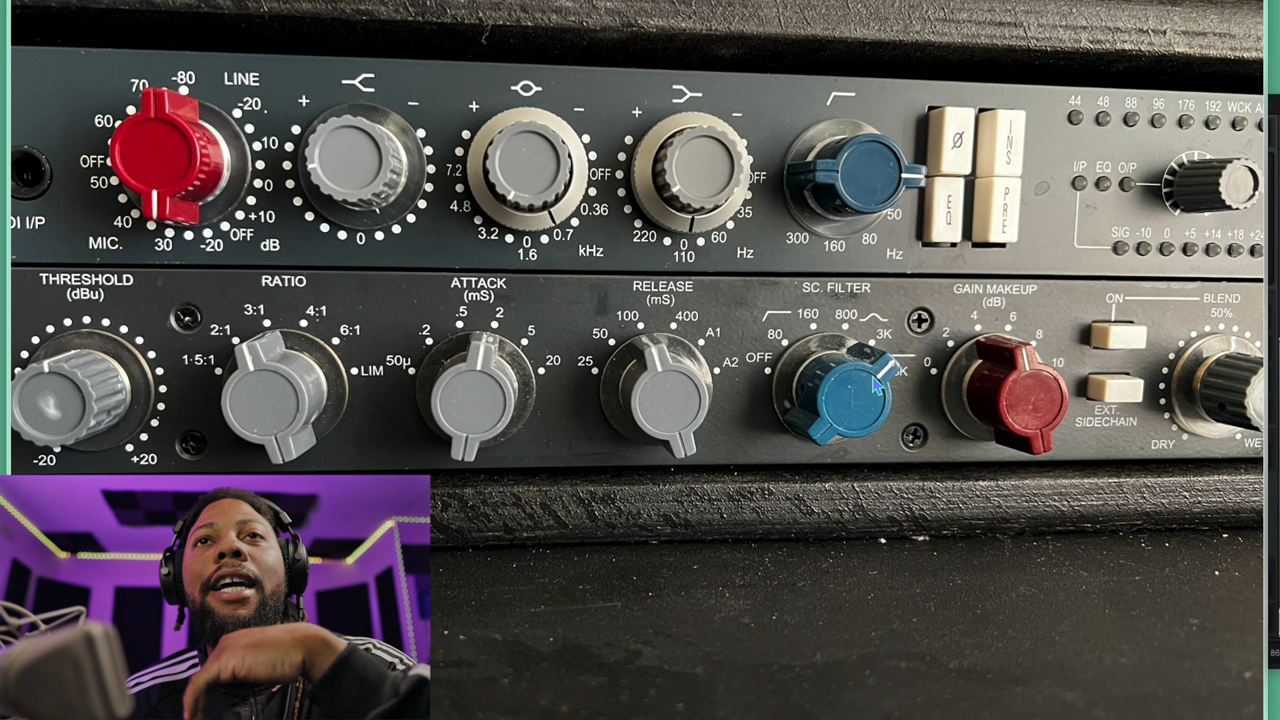 70 -80 LINE
60 -20
OFF 10
50 0
40 +10
MIC. 30 -20 OFF dB
+ -
0
+ -
7.2 OFF
4.8 0.36
3.2 0 0.7 kHz
1.6
+ -
OFF
35
220 0 60 Hz
110
50
300 160 80 Hz
Ø INS
EQ PRE
44 48 88 96 176 192 WCK
I/P EQ O/P
SIG -10 0 +5 +14 +18
I/P
THRESHOLD
(dBu)
-20 +20
RATIO
3:1 4:1
2:1 6:1
1·5:1 LIM
ATTACK
(mS)
.5 2
.2 5
50µ 20
RELEASE
(mS)
100 400
50 A1
25 A2
SC. FILTER
160 800
80 3K
OFF
GAIN MAKEUP
(dB)
4 6
2 8
0 10
ON BLEND
50%
EXT.
SIDECHAIN
DRY
86